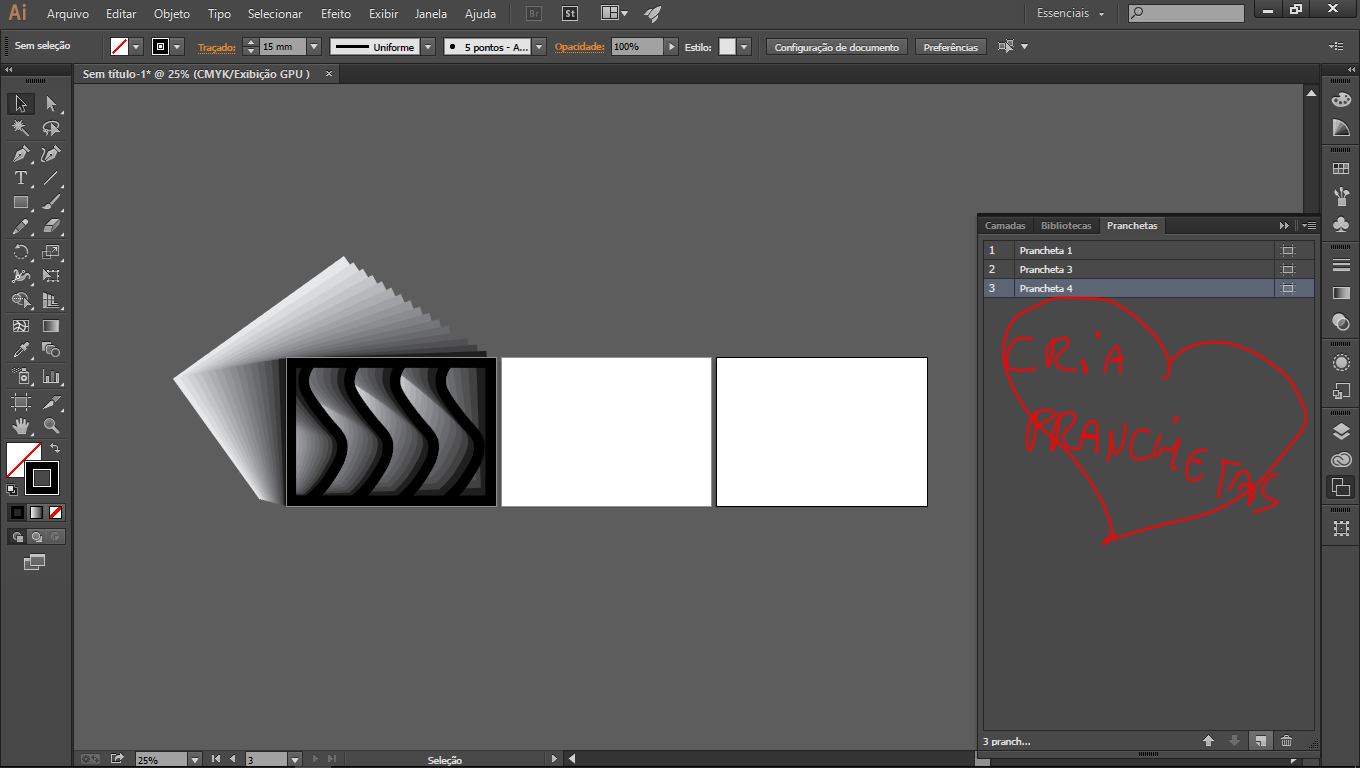 Ai Arquivo Editar Objeto Tipo Selecionar Efeito Exibir Janela Ajuda Br St Essenciais
Sem seleção Traçado: 15 mm Uniforme 5 pontos - A... Opacidade: 100% Estilo: Configuração de documento Preferências
Sem título-1* @ 25% (CMYK/Exibição GPU ) ×
Camadas Bibliotecas Pranchetas
1 Prancheta 1
2 Prancheta 3
3 Prancheta 4
CRIA
PRANCHETAS
3 pranch...
25% 3 Seleção